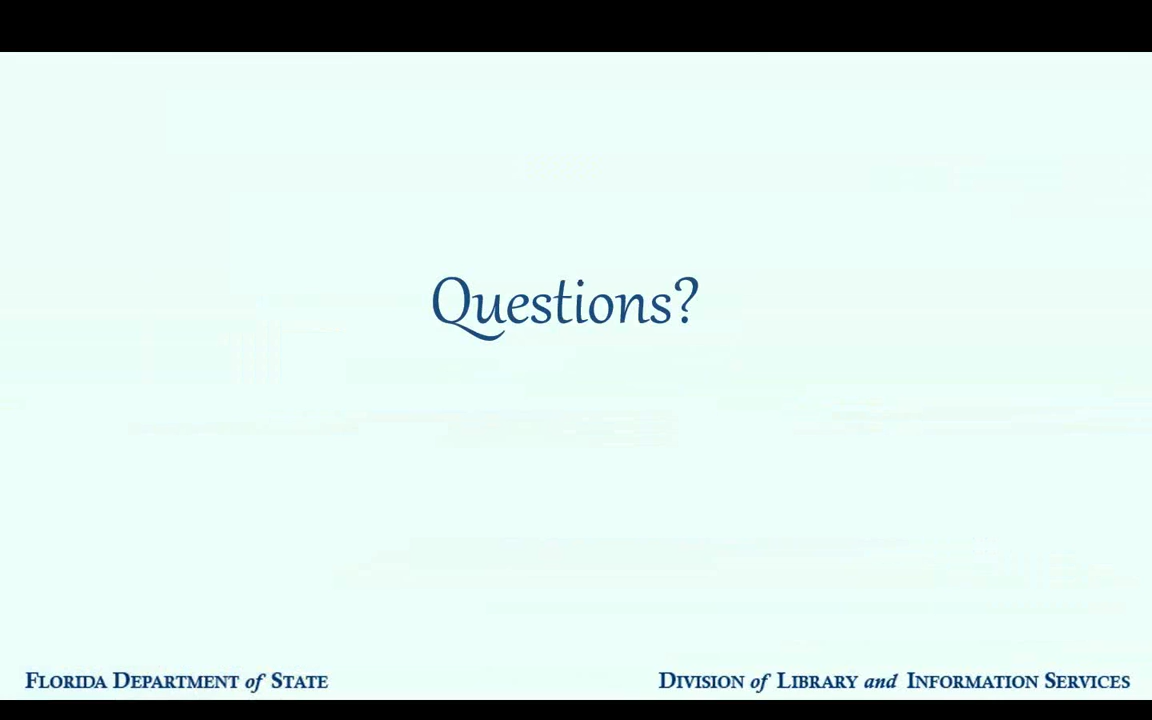 Questions?
Florida Department of State
Division of Library and Information Services